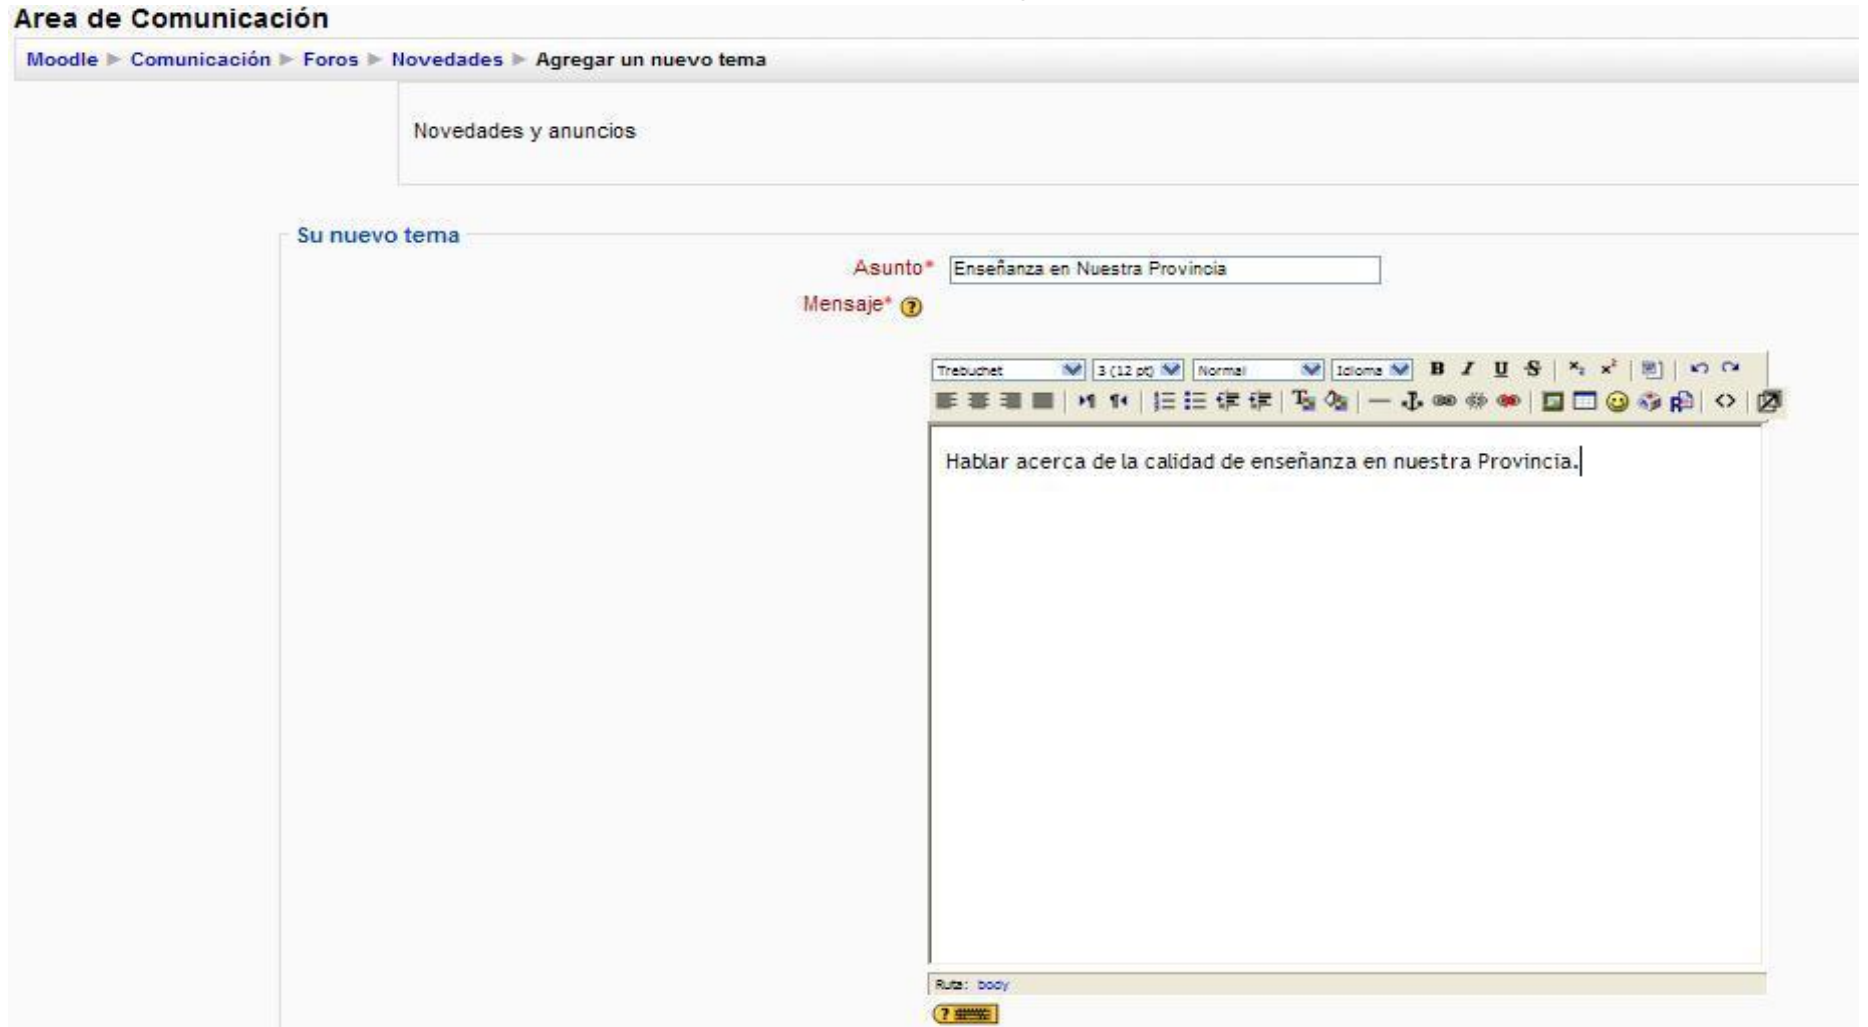 Area de Comunicación
Moodle ► Comunicación ► Foros ► Novedades ► Agregar un nuevo tema
Novedades y anuncios
Su nuevo tema
Asunto* Enseñanza en Nuestra Provincia
Mensaje*
Trebuchet 3 (12 pt) Normal Idioma B I U S
Hablar acerca de la calidad de enseñanza en nuestra Provincia.
Ruta: body